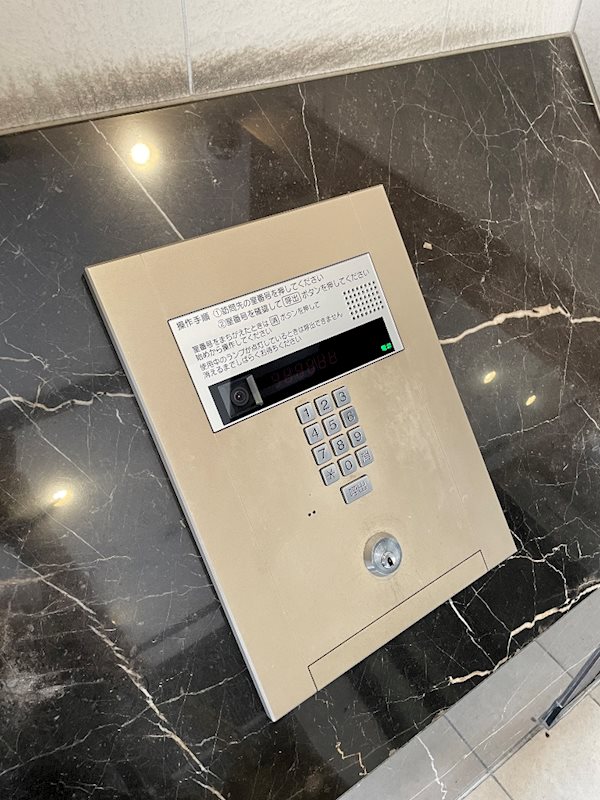 操作手順 ①訪問先の室番号を押してください
②室番号を確認して呼出ボタンを押してください
室番号をまちがえたときは消ボタンを押して
始めから操作してください
使用中のランプが点灯しているときは呼出できません
消えるまでしばらくお待ちください
1 2 3
4 5 6
7 8 9
* 0 消
呼出